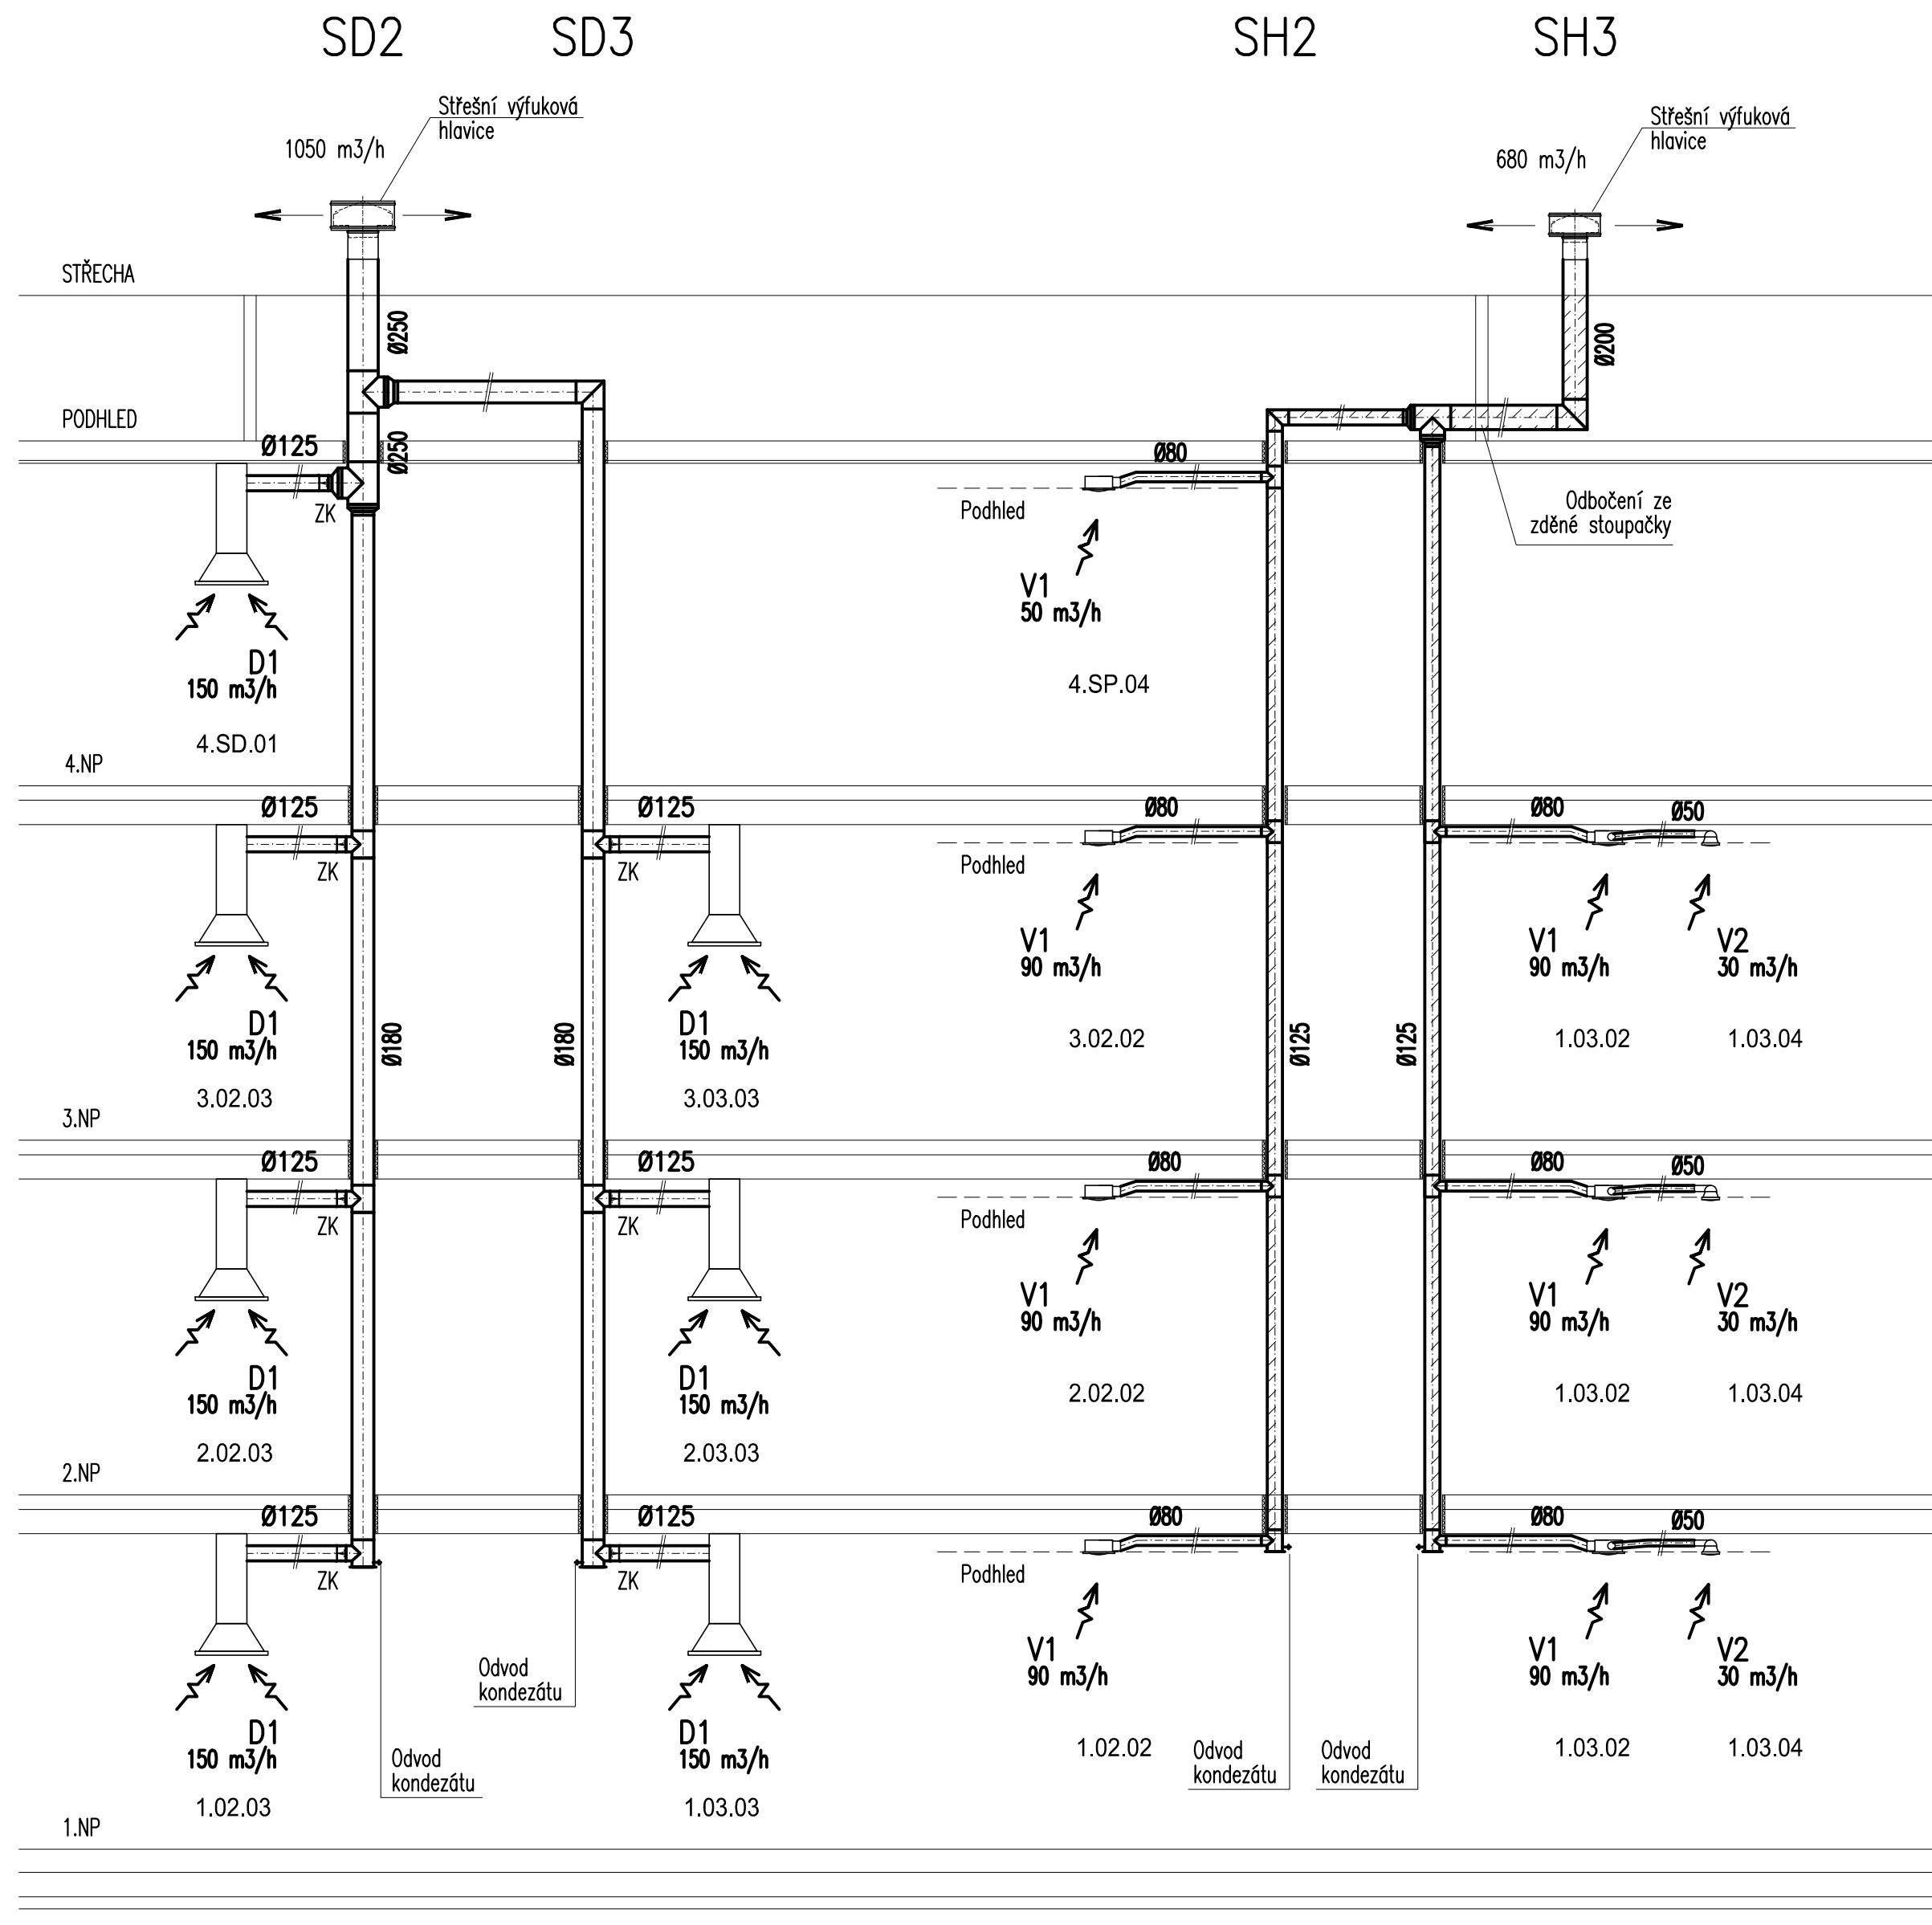 SD2
SD3
SH2
SH3
Střešní výfuková
hlavice
1050 m3/h
Střešní výfuková
hlavice
680 m3/h
STŘECHA
Ø250
Ø200
PODHLED
Ø125
Ø250
ZK
Ø80
Podhled
Odbočení ze
zděné stoupačky
V1
50 m3/h
D1
150 m3/h
4.SP.04
4.SD.01
4.NP
Ø125
Ø125
Ø80
Ø80
Ø50
ZK
ZK
Podhled
V1
90 m3/h
V1
90 m3/h
V2
30 m3/h
D1
150 m3/h
D1
150 m3/h
Ø180
Ø180
Ø125
Ø125
3.02.02
1.03.02
1.03.04
3.02.03
3.03.03
3.NP
Ø125
Ø125
Ø80
Ø80
Ø50
ZK
ZK
Podhled
V1
90 m3/h
V1
90 m3/h
V2
30 m3/h
D1
150 m3/h
D1
150 m3/h
2.02.02
1.03.02
1.03.04
2.02.03
2.03.03
2.NP
Ø125
Ø125
Ø80
Ø80
Ø50
ZK
ZK
Podhled
V1
90 m3/h
V1
90 m3/h
V2
30 m3/h
Odvod
kondezátu
D1
150 m3/h
D1
150 m3/h
Odvod
kondezátu
1.02.02
Odvod
kondezátu
Odvod
kondezátu
1.03.02
1.03.04
1.02.03
1.03.03
1.NP